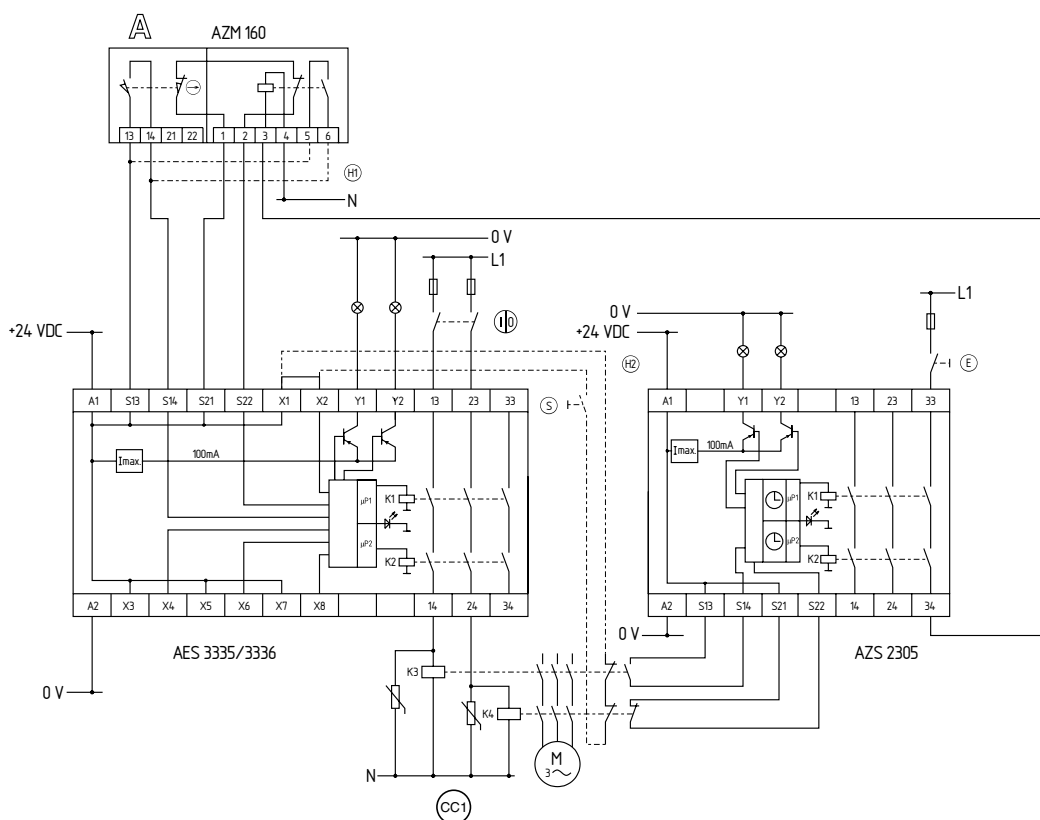 A
AZM 160
13 14 21 22 1 2 3 4 5 6
H1
N
0 V
L1
L1
0 V
I 0
+24 VDC
+24 VDC
H2
E
A1 S13 S14 S21 S22 X1 X2 Y1 Y2 13 23 33
S
A1 Y1 Y2 13 23 33
Imax.
100mA
Imax.
100mA
K1
µP1
µP2
K2
K1
µP1
µP2
K2
A2 X3 X4 X5 X6 X7 X8 14 24 34
A2 S13 S14 S21 S22 14 24 34
0 V
AES 3335/3336
AZS 2305
K3
0 V
K4
M
3~
N
CC1